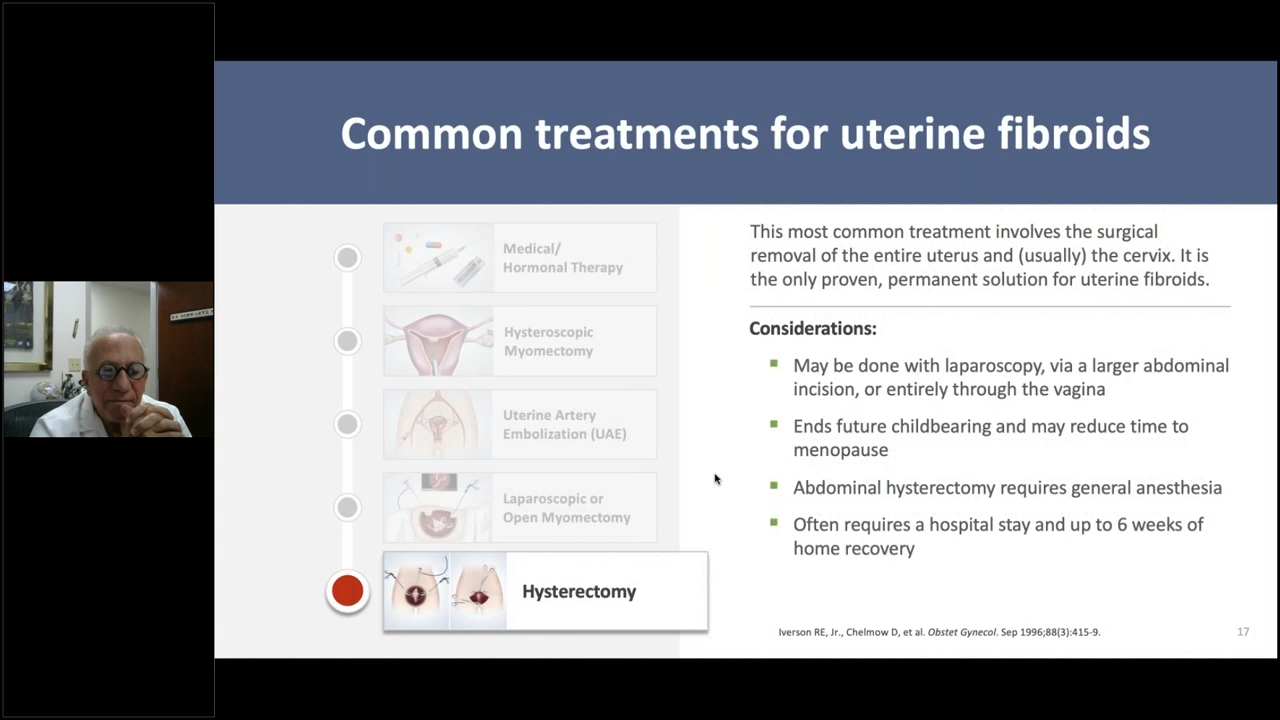 Common treatments for uterine fibroids
Medical/
Hormonal Therapy
Hysteroscopic
Myomectomy
Uterine Artery
Embolization (UAE)
Laparoscopic or
Open Myomectomy
Hysterectomy
This most common treatment involves the surgical
removal of the entire uterus and (usually) the cervix. It is
the only proven, permanent solution for uterine fibroids.
Considerations:
May be done with laparoscopy, via a larger abdominal
incision, or entirely through the vagina
Ends future childbearing and may reduce time to
menopause
Abdominal hysterectomy requires general anesthesia
Often requires a hospital stay and up to 6 weeks of
home recovery
Iverson RE, Jr., Chelmow D, et al. Obstet Gynecol. Sep 1996;88(3):415-9.
17